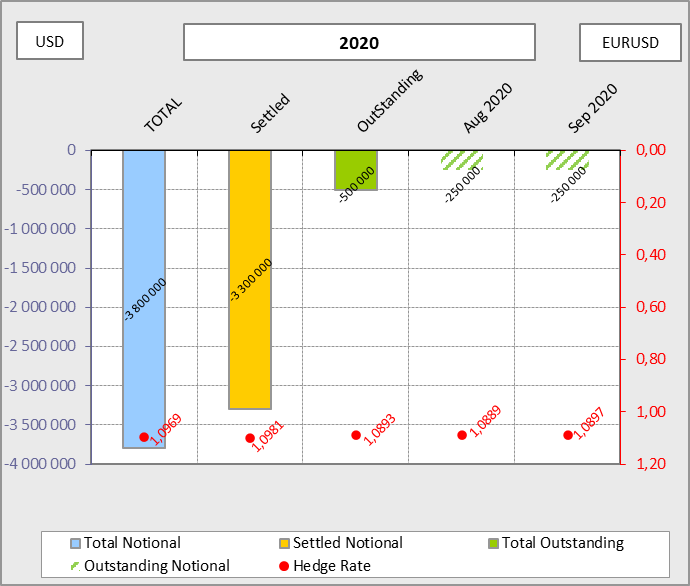 USD
2020
EURUSD
TOTAL
Settled
OutStanding
Aug 2020
Sep 2020
0
-500 000
-1 000 000
-1 500 000
-2 000 000
-2 500 000
-3 000 000
-3 500 000
-4 000 000
-3 800 000
-3 300 000
-500 000
-250 000
-250 000
1,0969
1,0981
1,0893
1,0889
1,0897
0,00
0,20
0,40
0,60
0,80
1,00
1,20
Total Notional
Settled Notional
Total Outstanding
Outstanding Notional
Hedge Rate